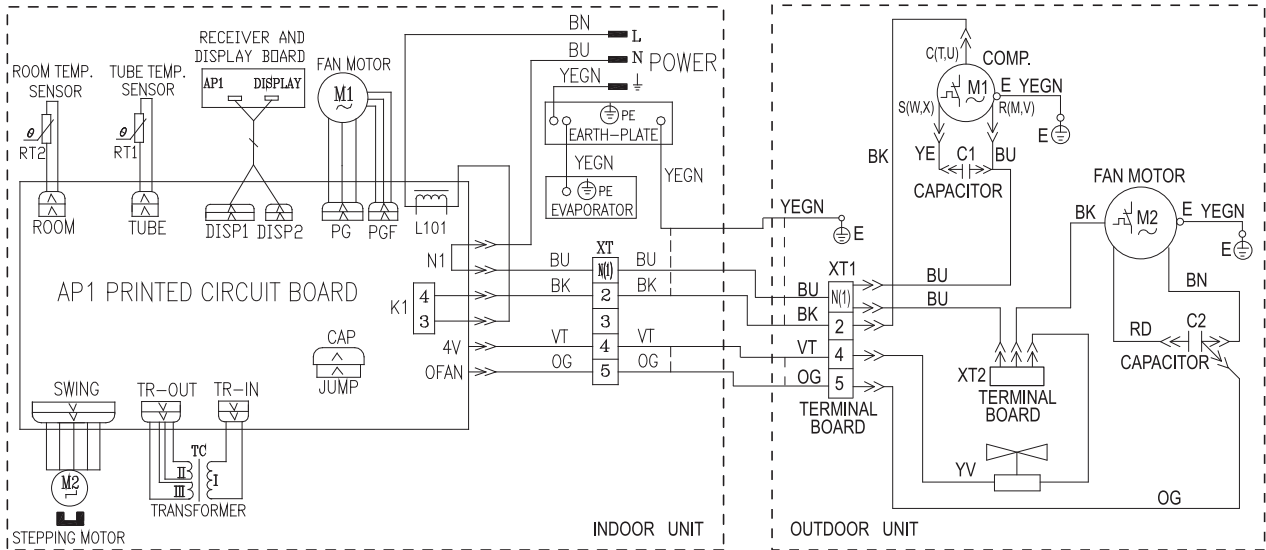 BN
L
BU
N
POWER
YEGN
RECEIVER AND
DISPLAY BOARD
FAN MOTOR
ROOM TEMP.
SENSOR
TUBE TEMP.
SENSOR
AP1
DISPLAY
M1
~
θ
RT2
θ
RT1
PE
EARTH-PLATE
YEGN
YEGN
PE
EVAPORATOR
ROOM
TUBE
DISP1
DISP2
PG
PGF
L101
N1
AP1 PRINTED CIRCUIT BOARD
K1
4
3
4V
OFAN
CAP
JUMP
XT
N(1)
2
3
4
5
BU
BK
VT
OG
BU
BK
VT
OG
SWING
TR-OUT
TR-IN
TC
II
III
I
M2
TRANSFORMER
STEPPING MOTOR
INDOOR UNIT
C(T,U)
COMP.
M1
~
E YEGN
S(W,X)
R(M,V)
E
BK
YE
C1
BU
CAPACITOR
FAN MOTOR
BK
M2
~
E YEGN
E
YEGN
E
XT1
BU
N(1)
BU
BU
BK
2
VT
4
OG
5
TERMINAL
BOARD
BN
RD
C2
CAPACITOR
XT2
TERMINAL
BOARD
YV
OG
OUTDOOR UNIT